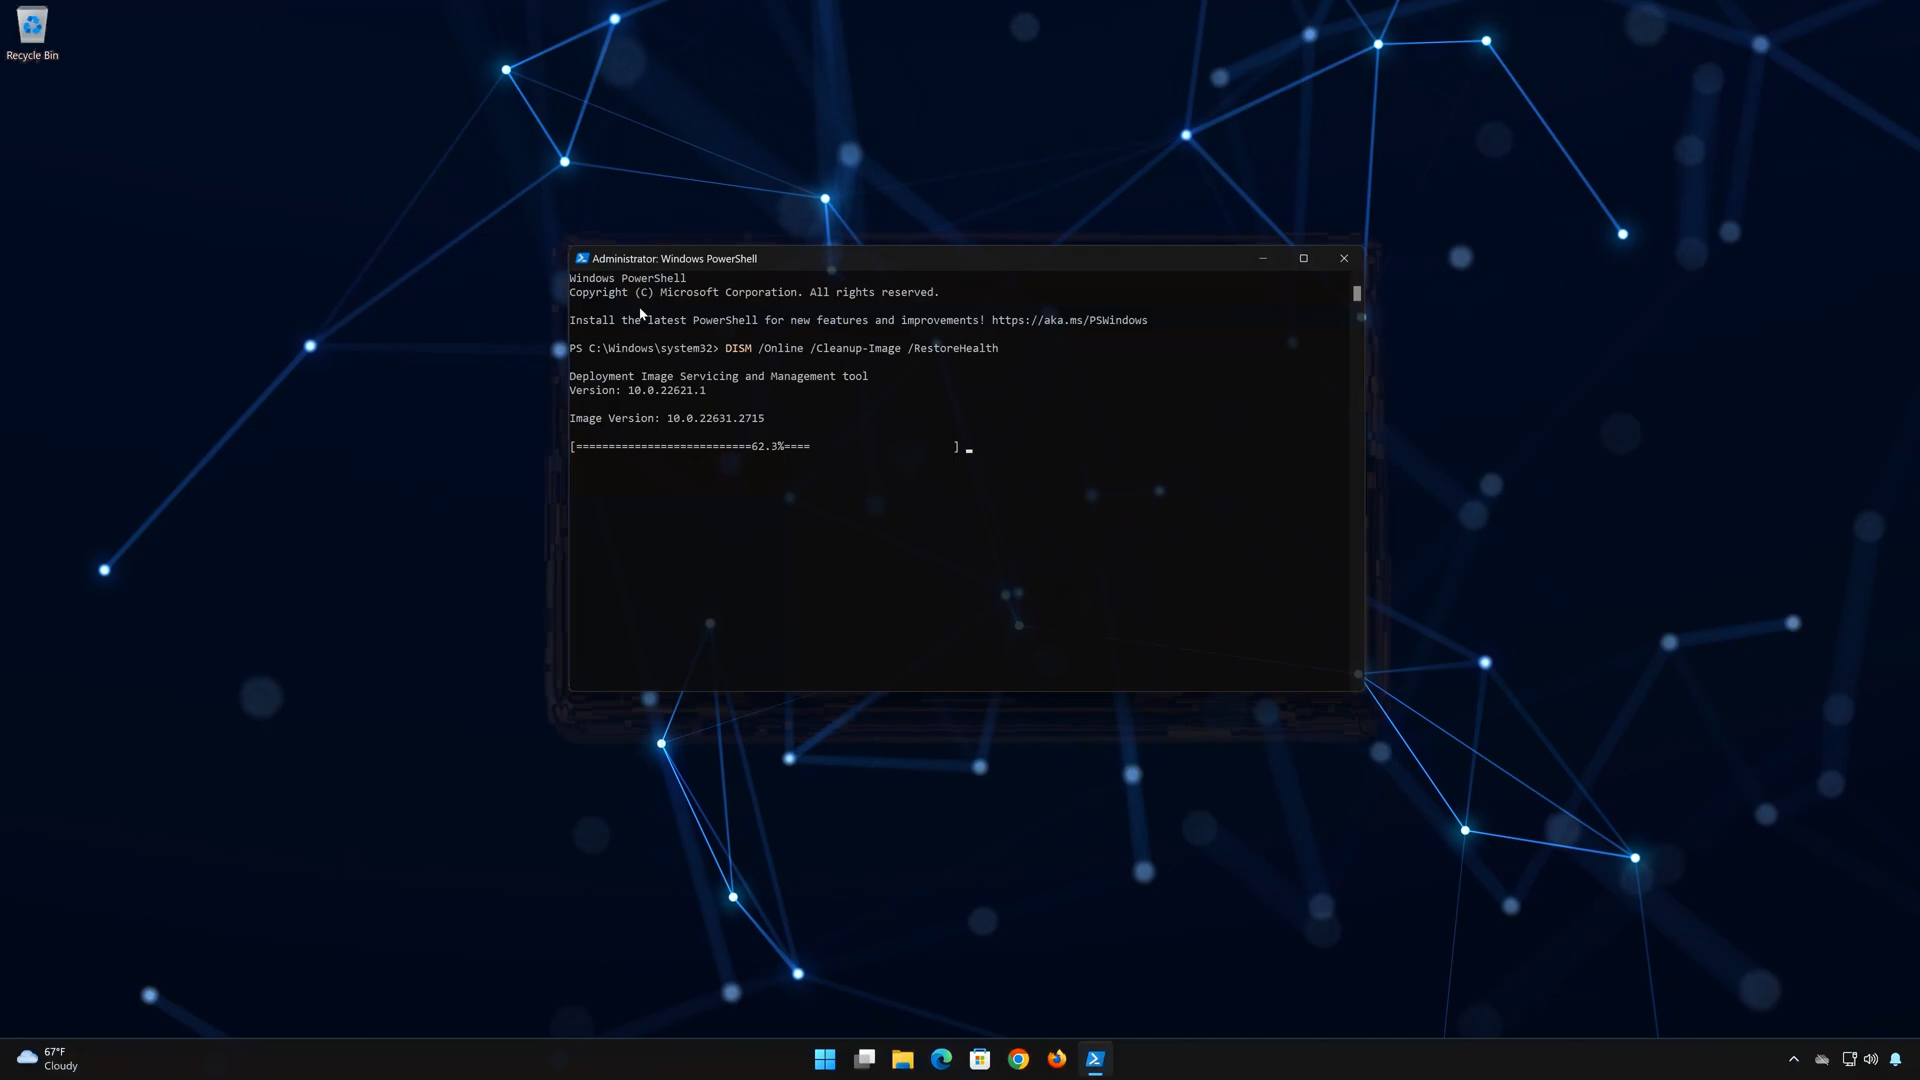 Recycle Bin
Administrator: Windows PowerShell
Windows PowerShell
Copyright (C) Microsoft Corporation. All rights reserved.
Install the latest PowerShell for new features and improvements! https://aka.ms/PSWindows
PS C:\Windows\system32> DISM /Online /Cleanup-Image /RestoreHealth
Deployment Image Servicing and Management tool
Version: 10.0.22621.1
Image Version: 10.0.22631.2715
[===========================62.3%====                      ]
67°F
Cloudy